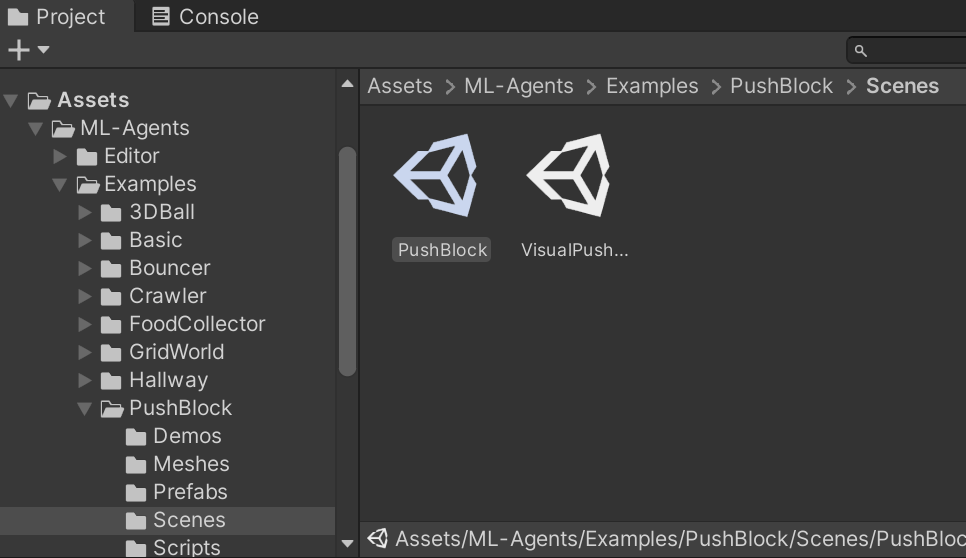 Project
Console
Assets
ML-Agents
Editor
Examples
3DBall
Basic
Bouncer
Crawler
FoodCollector
GridWorld
Hallway
PushBlock
Demos
Meshes
Prefabs
Scenes
Scripts
Assets > ML-Agents > Examples > PushBlock > Scenes
PushBlock
VisualPush...
Assets/ML-Agents/Examples/PushBlock/Scenes/PushBloc